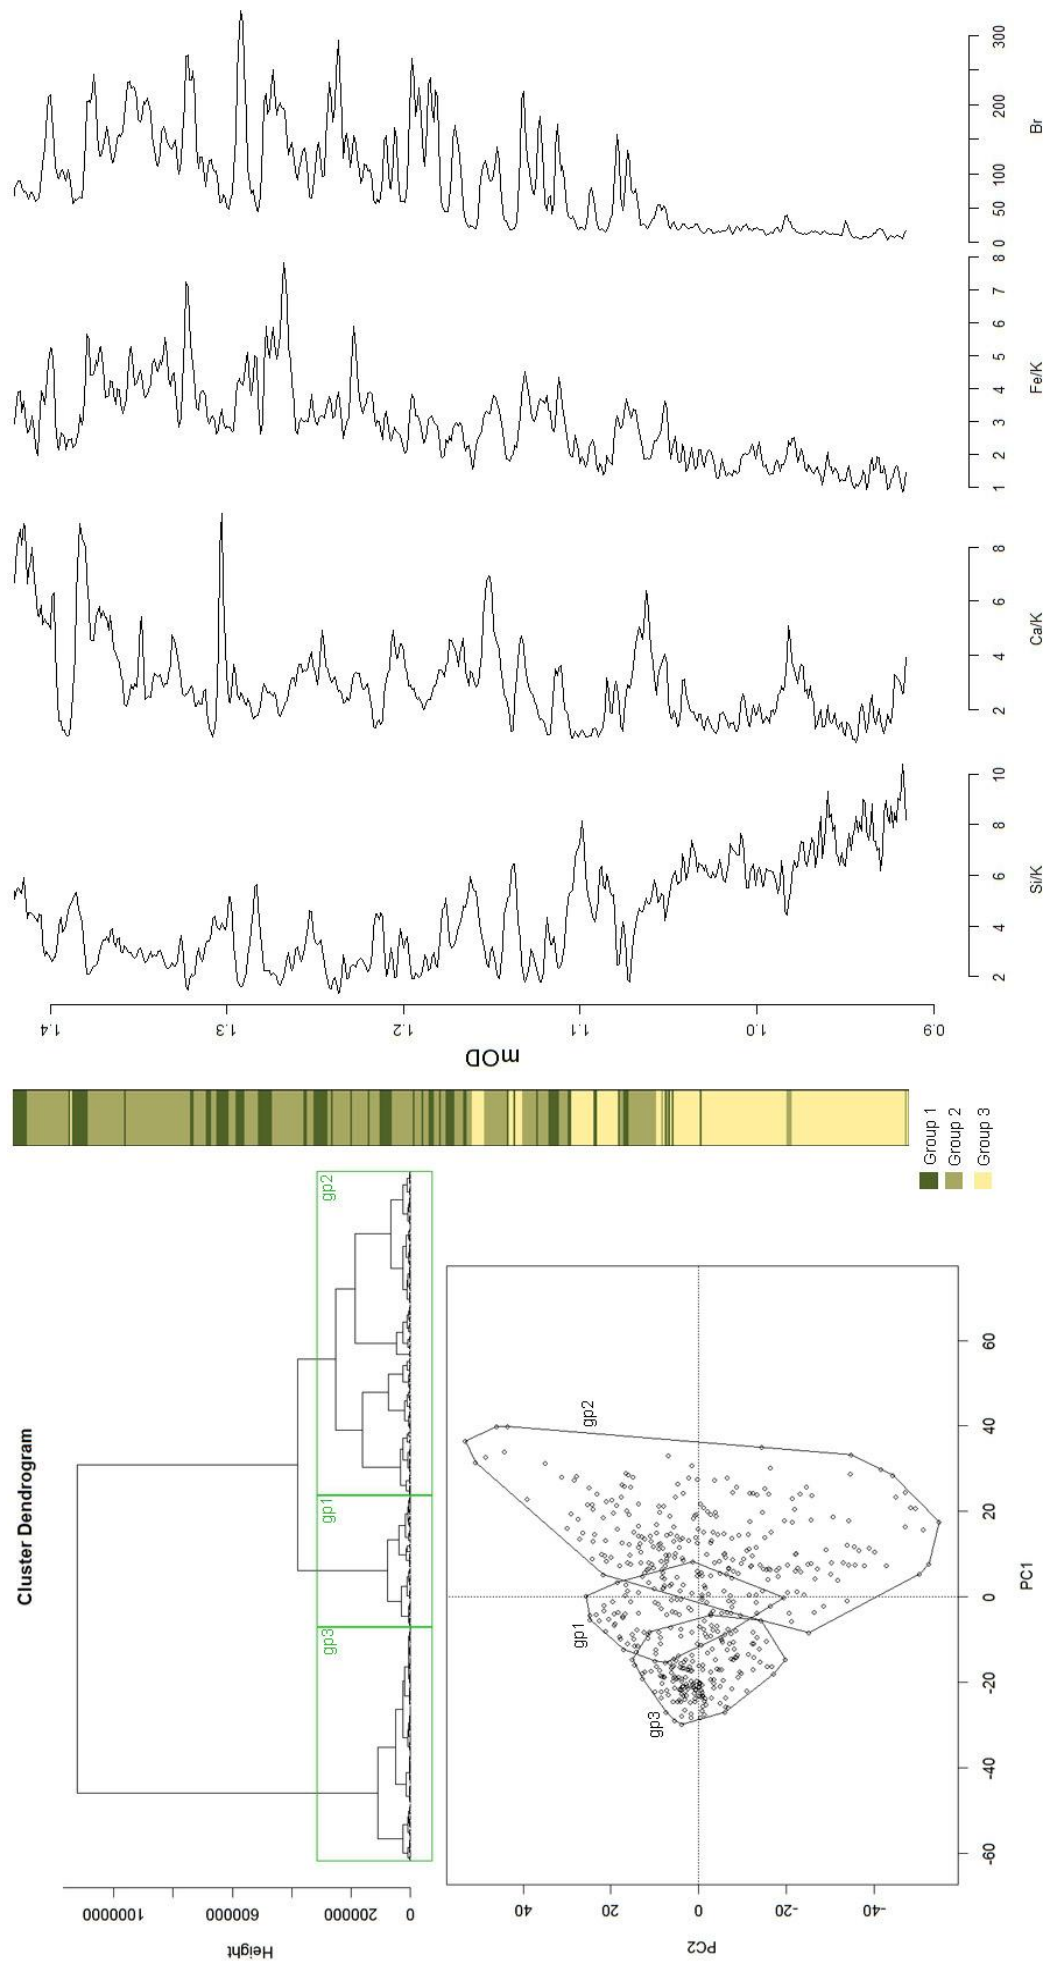 Br
0 50 100 200 300
Fe/K
1 2 3 4 5 6 7 8
Ca/K
2 4 6 8
Si/K
2 4 6 8 10
mOD
1.4 1.3 1.2 1.1 1.0 0.9
Group 1
Group 2
Group 3
Cluster Dendrogram
Height
0 200000 600000 1000000
gp3
gp1
gp2
PC2
40 20 0 -20 -40
PC1
-60 -40 -20 0 20 40 60
gp1
gp2
gp3